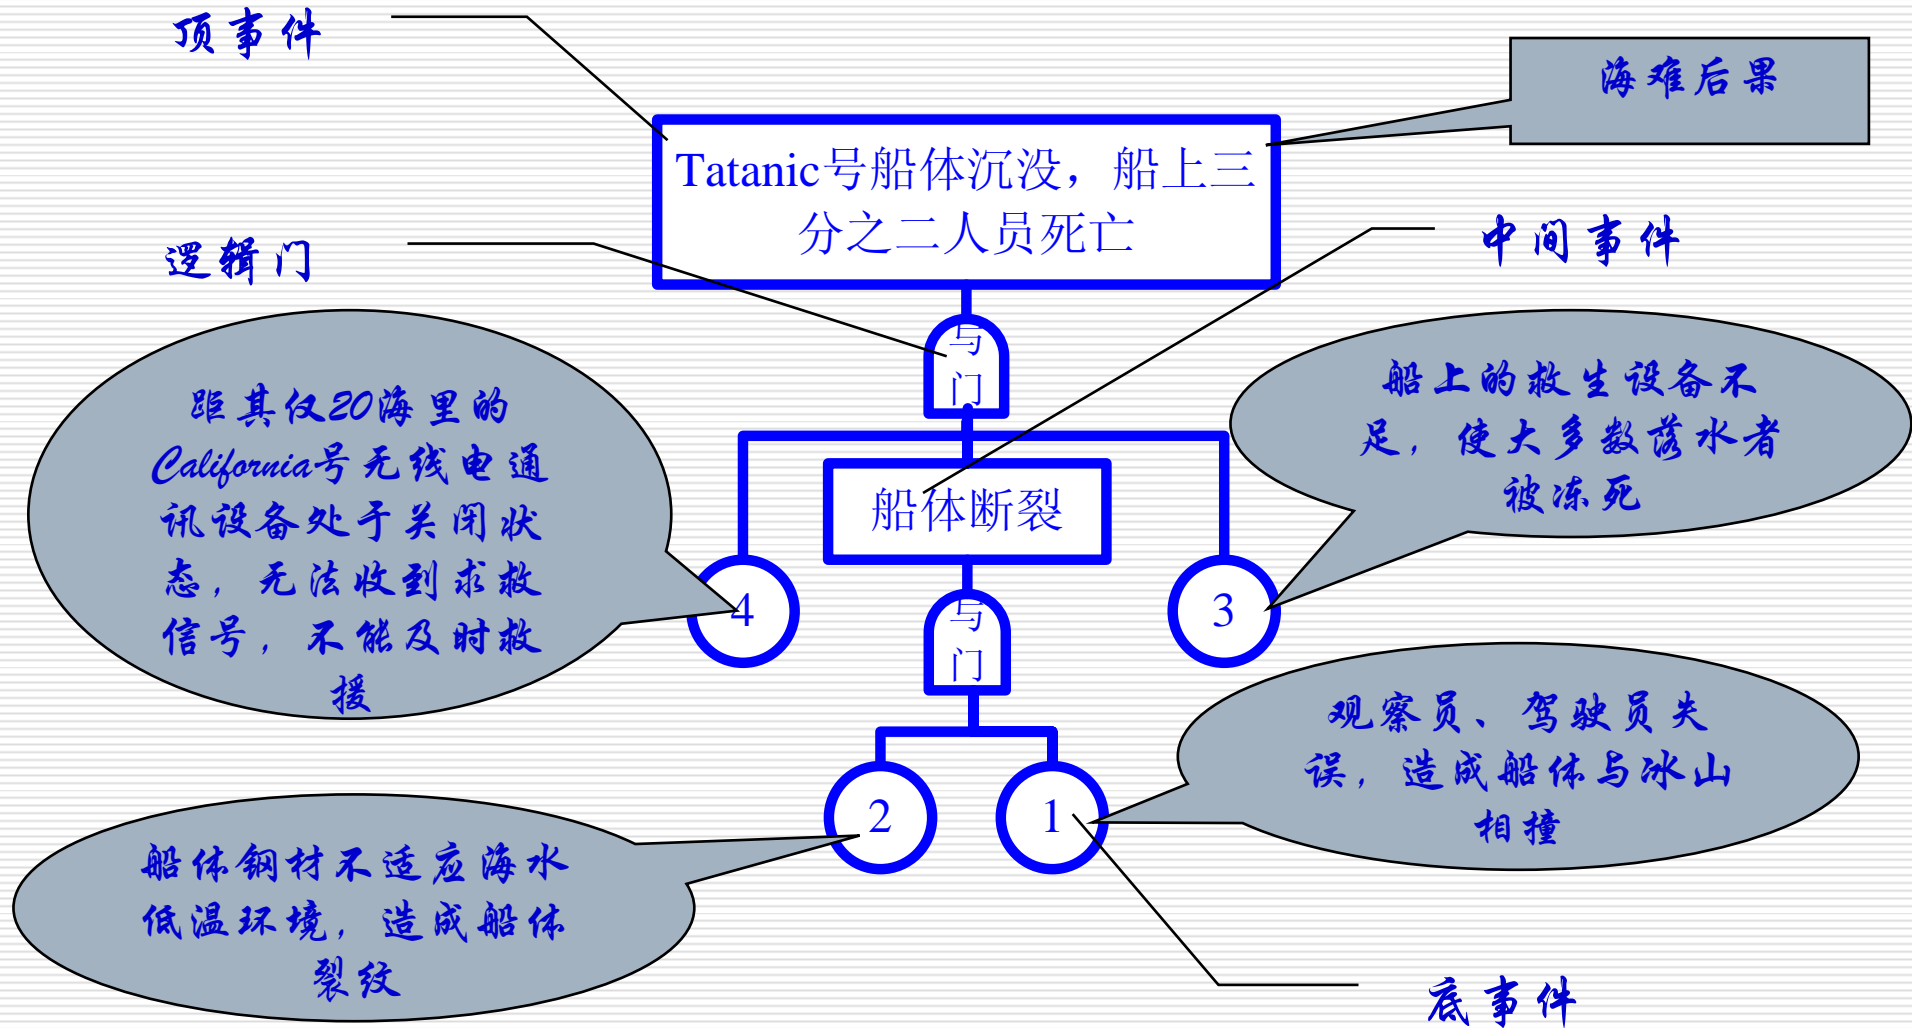 顶事件
海难后果
Tatanic号船体沉没，船上三
分之二人员死亡
逻辑门
中间事件
与
门
距其仅20海里的
California号无线电通
讯设备处于关闭状
态，无法收到求救
信号，不能及时救
援
船上的救生设备不
足，使大多数落水者
被冻死
船体断裂
4
3
与
门
观察员、驾驶员失
误，造成船体与冰山
相撞
2
1
船体钢材不适应海水
低温环境，造成船体
裂纹
底事件